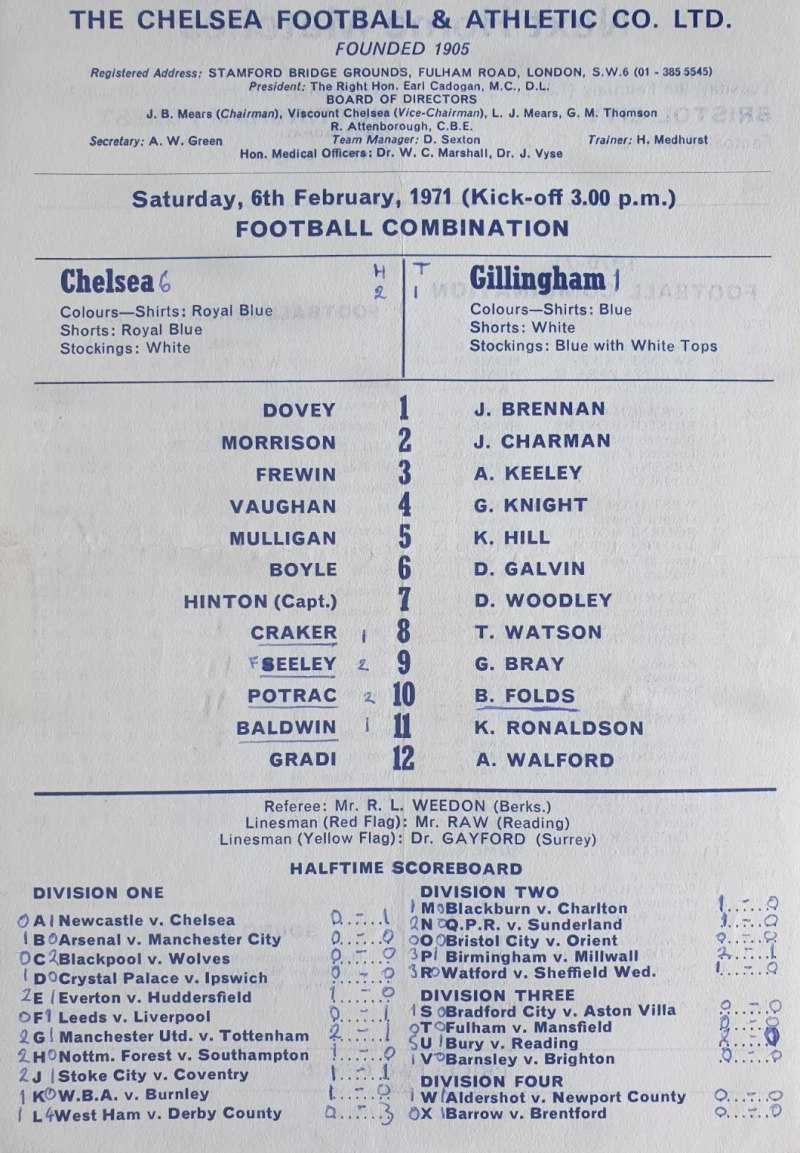 THE CHELSEA FOOTBALL & ATHLETIC CO. LTD.
FOUNDED 1905
Registered Address: STAMFORD BRIDGE GROUNDS, FULHAM ROAD, LONDON, S.W.6 (01 - 385 5545)
President: The Right Hon. Earl Cadogan, M.C., D.L.
BOARD OF DIRECTORS
J. B. Mears (Chairman), Viscount Chelsea (Vice-Chairman), L. J. Mears, G. M. Thomson
R. Attenborough, C.B.E.
Secretary: A. W. Green Team Manager: D. Sexton Trainer: H. Medhurst
Hon. Medical Officers: Dr. W. C. Marshall, Dr. J. Vyse
Saturday, 6th February, 1971 (Kick-off 3.00 p.m.)
FOOTBALL COMBINATION
Chelsea 6 H T Gillingham 1
2 1
Colours—Shirts: Royal Blue Colours—Shirts: Blue
Shorts: Royal Blue Shorts: White
Stockings: White Stockings: Blue with White Tops
DOVEY 1 J. BRENNAN
MORRISON 2 J. CHARMAN
FREWIN 3 A. KEELEY
VAUGHAN 4 G. KNIGHT
MULLIGAN 5 K. HILL
BOYLE 6 D. GALVIN
HINTON (Capt.) 7 D. WOODLEY
CRAKER 1 8 T. WATSON
FSEELEY 2 9 G. BRAY
POTRAC 2 10 B. FOLDS
BALDWIN 1 11 K. RONALDSON
GRADI 12 A. WALFORD
Referee: Mr. R. L. WEEDON (Berks.)
Linesman (Red Flag): Mr. RAW (Reading)
Linesman (Yellow Flag): Dr. GAYFORD (Surrey)
HALFTIME SCOREBOARD
DIVISION ONE
0 A 1 Newcastle v. Chelsea 0 - 1
1 B 0 Arsenal v. Manchester City 0 - 0
0 C 2 Blackpool v. Wolves 0 - 0
1 D 0 Crystal Palace v. Ipswich 0 - 0
2 E 1 Everton v. Huddersfield 1 - 0
0 F 1 Leeds v. Liverpool 0 - 1
2 G 1 Manchester Utd. v. Tottenham 2 - 1
2 H 0 Nottm. Forest v. Southampton 1 - 0
2 J 1 Stoke City v. Coventry 1 - 1
1 K 0 W.B.A. v. Burnley 1 - 0
1 L 4 West Ham v. Derby County 0 - 3
DIVISION TWO
1 M 0 Blackburn v. Charlton 1 - 0
2 N 0 Q.P.R. v. Sunderland - 0
0 O 0 Bristol City v. Orient 0 - 0
3 P 1 Birmingham v. Millwall 2 - 1
3 R 0 Watford v. Sheffield Wed. 1 - 0
DIVISION THREE
1 S 0 Bradford City v. Aston Villa 0 - 0
T 0 Fulham v. Mansfield - 0
5 U 1 Bury v. Reading 2 -
1 V 0 Barnsley v. Brighton 0 - 0
DIVISION FOUR
1 W 1 Aldershot v. Newport County 0 - 0
0 X 1 Barrow v. Brentford 0 - 0